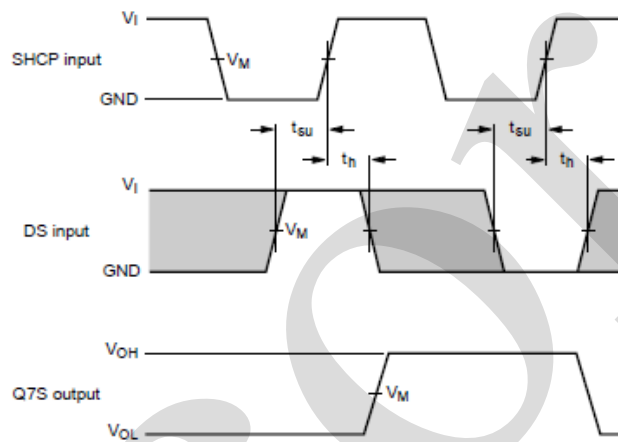 VI
SHCP input
VM
GND
tsu
tsu
th
th
VI
DS input
VM
GND
VOH
Q7S output
VM
VOL